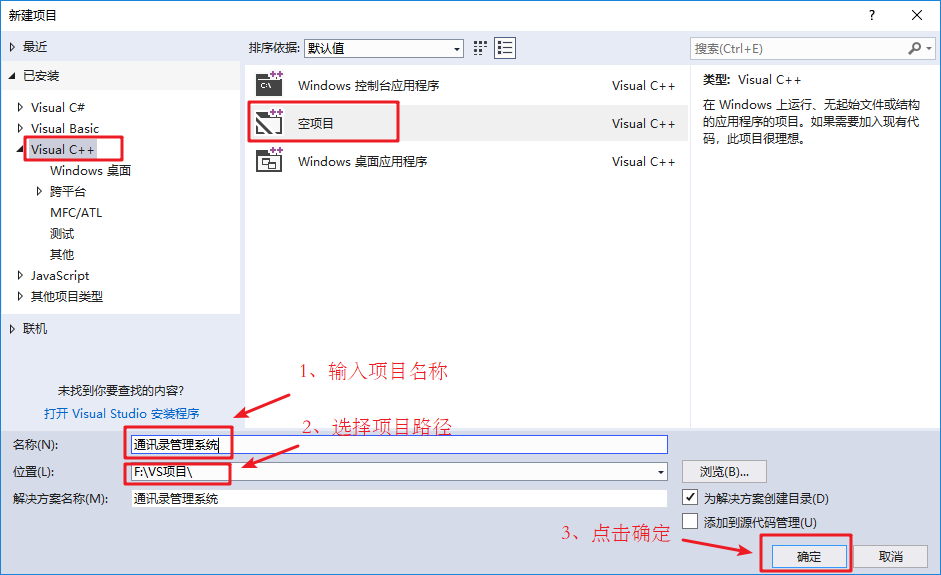 新建项目
?
最近
已安装
Visual C#
Visual Basic
Visual C++
Windows 桌面
跨平台
MFC/ATL
测试
其他
JavaScript
其他项目类型
联机
未找到你要查找的内容?
打开 Visual Studio 安装程序
排序依据: 默认值
Windows 控制台应用程序 Visual C++
空项目 Visual C++
Windows 桌面应用程序 Visual C++
搜索(Ctrl+E)
类型: Visual C++
在 Windows 上运行、无起始文件或结构
的应用程序的项目。如果需要加入现有代
码，此项目很理想。
1、输入项目名称
2、选择项目路径
名称(N): 通讯录管理系统
位置(L): F:\VS项目\
浏览(B)...
解决方案名称(M): 通讯录管理系统
为解决方案创建目录(D)
添加到源代码管理(U)
3、点击确定
确定
取消